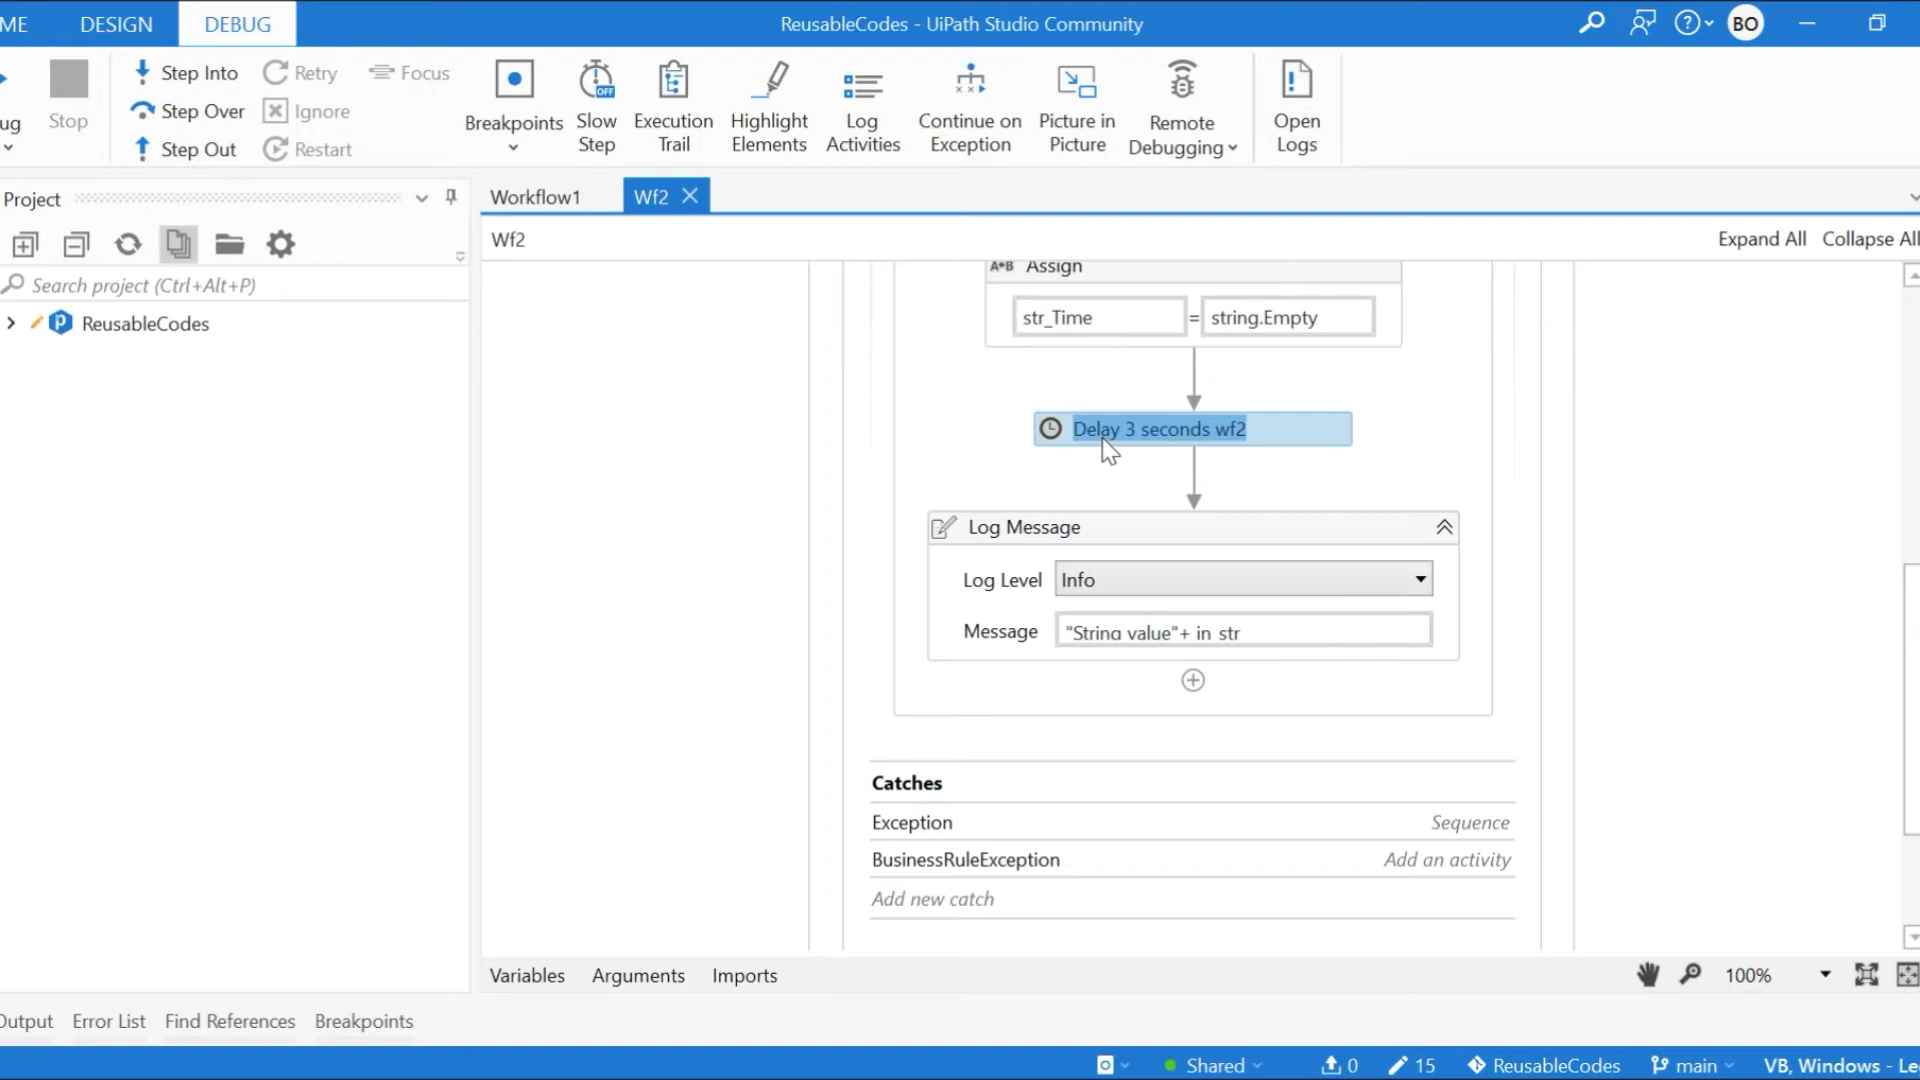 ME DESIGN DEBUG
ReusableCodes - UiPath Studio Community
BO
ug
Stop
Step Into
Step Over
Step Out
Retry
Ignore
Restart
Focus
Breakpoints
Slow
Step
OFF
Execution
Trail
Highlight
Elements
Log
Activities
Continue on
Exception
Picture in
Picture
Remote
Debugging
Open
Logs
Project
Search project (Ctrl+Alt+P)
ReusableCodes
Workflow1 Wf2
Wf2
Expand All Collapse All
A*B Assign
str_Time = string.Empty
Delay 3 seconds wf2
Log Message
Log Level Info
Message "String value"+ in_str
Catches
Exception Sequence
BusinessRuleException Add an activity
Add new catch
Variables Arguments Imports
100%
Output Error List Find References Breakpoints
Shared 0 15 ReusableCodes main VB, Windows - Le